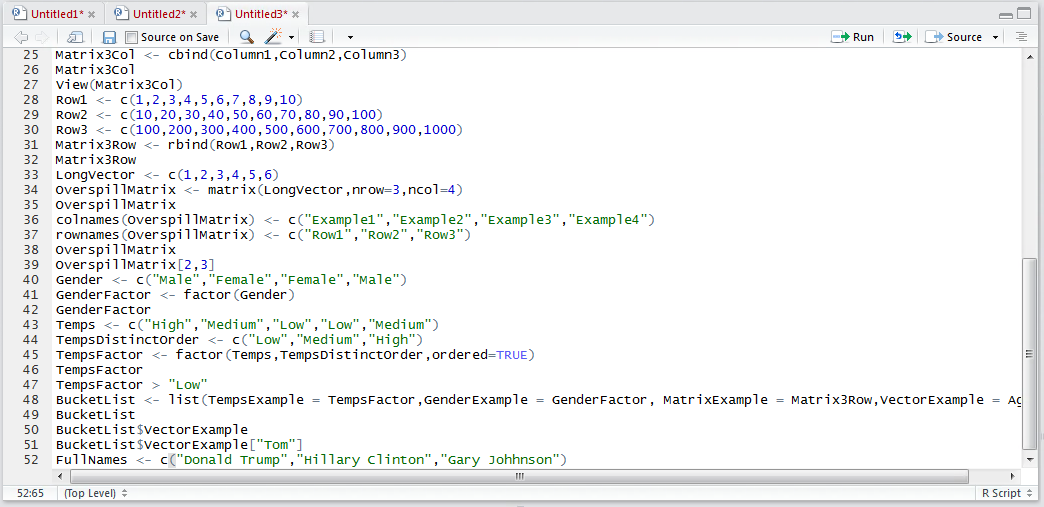 Untitled1* Untitled2* Untitled3*
Source on Save Run Source
25 Matrix3Col <- cbind(Column1,Column2,Column3)
26 Matrix3Col
27 View(Matrix3Col)
28 Row1 <- c(1,2,3,4,5,6,7,8,9,10)
29 Row2 <- c(10,20,30,40,50,60,70,80,90,100)
30 Row3 <- c(100,200,300,400,500,600,700,800,900,1000)
31 Matrix3Row <- rbind(Row1,Row2,Row3)
32 Matrix3Row
33 LongVector <- c(1,2,3,4,5,6)
34 OverspillMatrix <- matrix(LongVector,nrow=3,ncol=4)
35 OverspillMatrix
36 colnames(OverspillMatrix) <- c("Example1","Example2","Example3","Example4")
37 rownames(OverspillMatrix) <- c("Row1","Row2","Row3")
38 OverspillMatrix
39 OverspillMatrix[2,3]
40 Gender <- c("Male","Female","Female","Male")
41 GenderFactor <- factor(Gender)
42 GenderFactor
43 Temps <- c("High","Medium","Low","Low","Medium")
44 TempsDistinctOrder <- c("Low","Medium","High")
45 TempsFactor <- factor(Temps,TempsDistinctOrder,ordered=TRUE)
46 TempsFactor
47 TempsFactor > "Low"
48 BucketList <- list(TempsExample = TempsFactor,GenderExample = GenderFactor, MatrixExample = Matrix3Row,VectorExample = Ag
49 BucketList
50 BucketList$VectorExample
51 BucketList$VectorExample["Tom"]
52 FullNames <- c("Donald Trump","Hillary Clinton","Gary Johhnson")
52:65 (Top Level) R Script